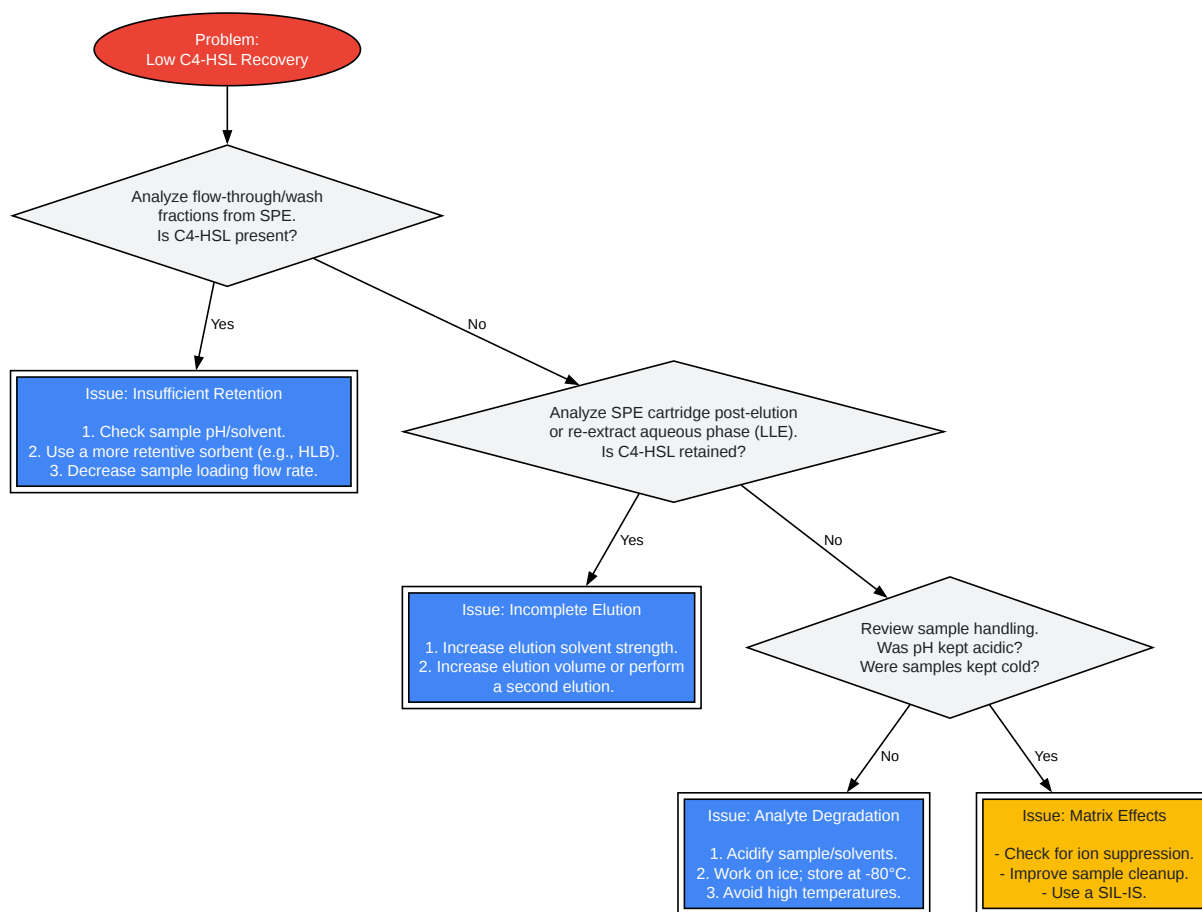 Problem:
Low C4-HSL Recovery
Analyze flow-through/wash
fractions from SPE.
Is C4-HSL present?
Yes
No
Issue: Insufficient Retention
1. Check sample pH/solvent.
2. Use a more retentive sorbent (e.g., HLB).
3. Decrease sample loading flow rate.
Analyze SPE cartridge post-elution
or re-extract aqueous phase (LLE).
Is C4-HSL retained?
Yes
No
Issue: Incomplete Elution
1. Increase elution solvent strength.
2. Increase elution volume or perform
a second elution.
Review sample handling.
Was pH kept acidic?
Were samples kept cold?
No
Yes
Issue: Analyte Degradation
1. Acidify sample/solvents.
2. Work on ice; store at -80°C.
3. Avoid high temperatures.
Issue: Matrix Effects
- Check for ion suppression.
- Improve sample cleanup.
- Use a SIL-IS.